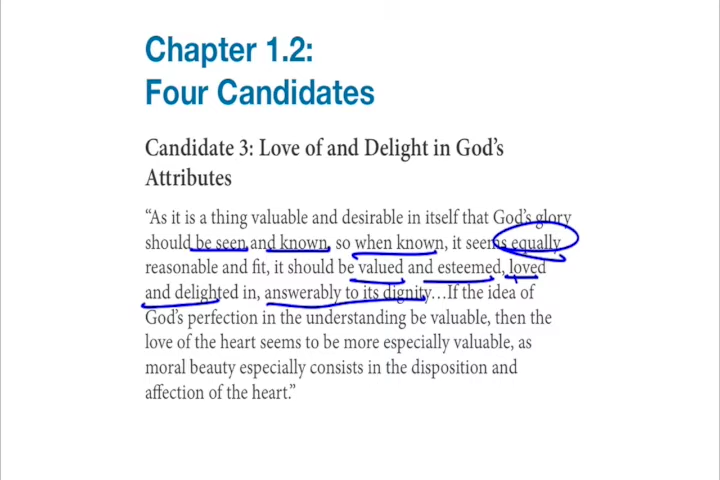 Chapter 1.2:
Four Candidates
Candidate 3: Love of and Delight in God's
Attributes
“As it is a thing valuable and desirable in itself that God's glory
should be seen and known, so when known, it seems equally
reasonable and fit, it should be valued and esteemed, loved
and delighted in, answerably to its dignity…If the idea of
God's perfection in the understanding be valuable, then the
love of the heart seems to be more especially valuable, as
moral beauty especially consists in the disposition and
affection of the heart.”